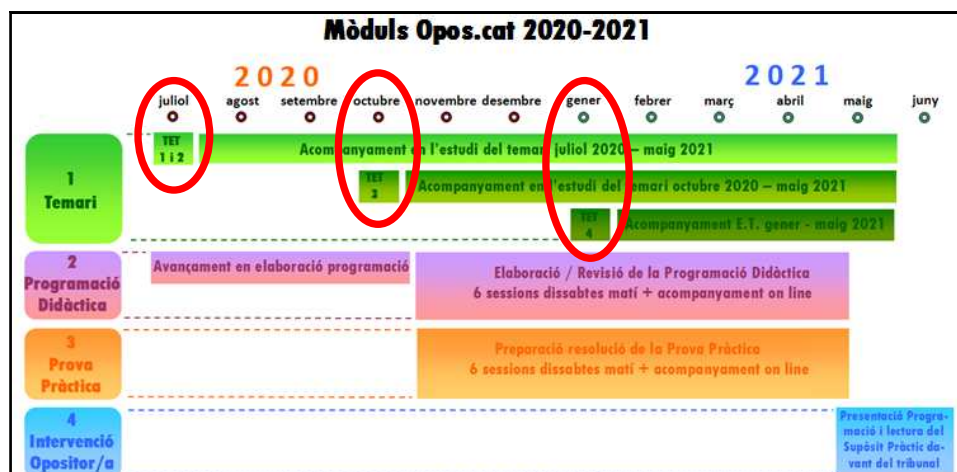 Mòduls Opos.cat 2020-2021
2020
2021
juliol agost setembre octubre novembre desembre gener febrer març abril maig juny
1
Temari
TET
1 i 2
Acompanyament en l'estudi del temari juliol 2020 – maig 2021
TET
3
Acompanyament en l'estudi del temari octubre 2020 – maig 2021
TET
4
Acompanyament E.T. gener - maig 2021
2
Programació
Didàctica
Avançament en elaboració programació
Elaboració / Revisió de la Programació Didàctica
6 sessions dissabtes matí + acompanyament on line
3
Prova
Pràctica
Preparació resolució de la Prova Pràctica
6 sessions dissabtes matí + acompanyament on line
4
Intervenció
Opositor/a
Presentació Progra-
mació i lectura del
Supòsit Pràctic da-
vant del tribunal